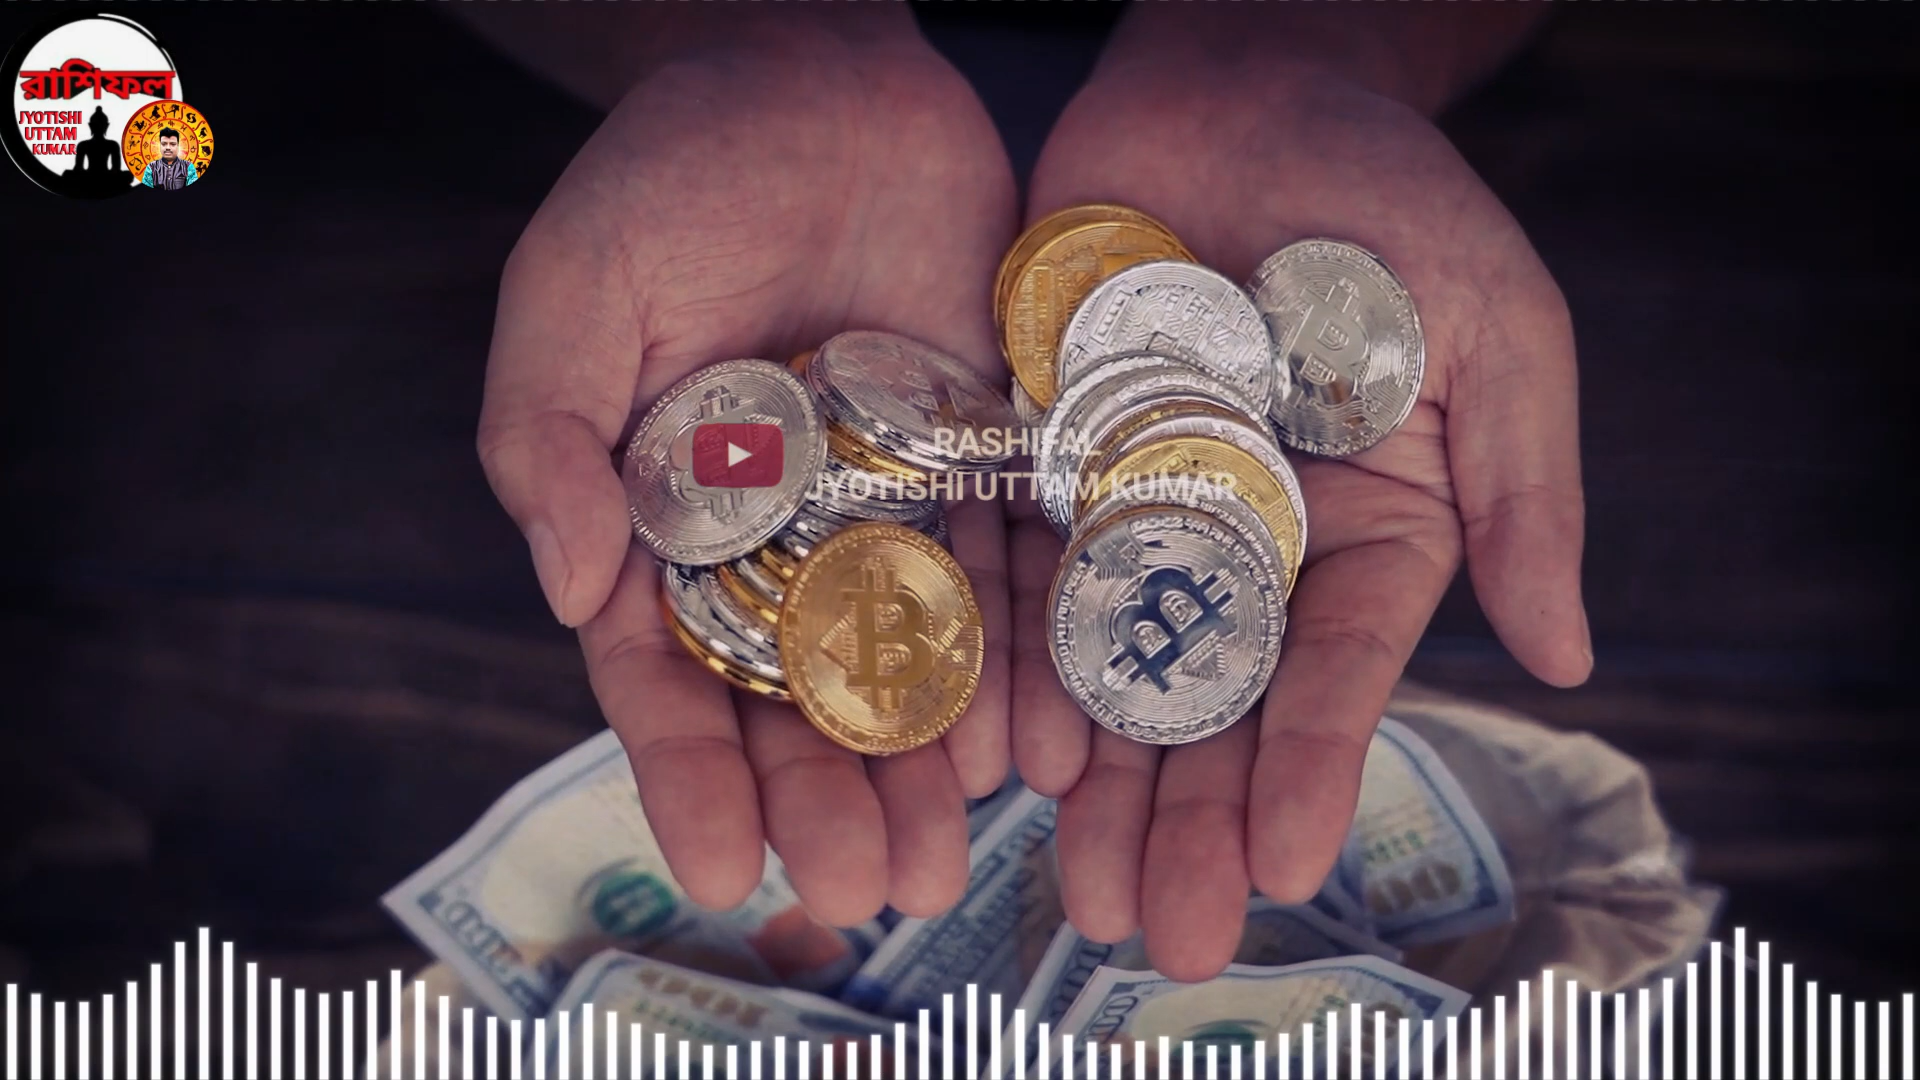 রাশিফল
JYOTISHI
UTTAM
KUMAR
RASHIFAL
JYOTISHI UTTAM KUMAR